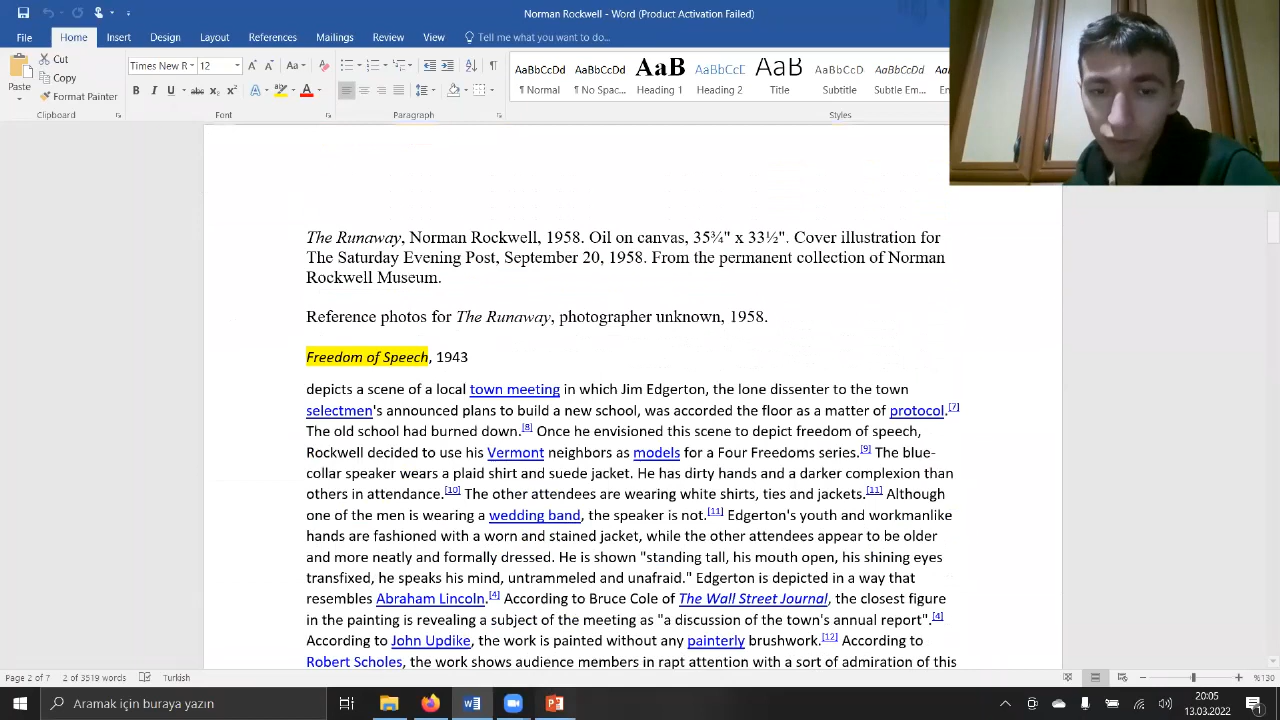 Norman Rockwell - Word (Product Activation Failed)
File Home Insert Design Layout References Mailings Review View Tell me what you want to do...
Cut
Copy
Format Painter
Paste
Times New R 12
Clipboard Font Paragraph Styles
AaBbCcDd AaBbCcDd AaB AaBbCcE AaB AaBbCcD AaBbCcDd
¶ Normal ¶ No Spac... Heading 1 Heading 2 Title Subtitle Subtle Em...
The Runaway, Norman Rockwell, 1958. Oil on canvas, 35¾" x 33½". Cover illustration for
The Saturday Evening Post, September 20, 1958. From the permanent collection of Norman
Rockwell Museum.
Reference photos for The Runaway, photographer unknown, 1958.
Freedom of Speech, 1943
depicts a scene of a local town meeting in which Jim Edgerton, the lone dissenter to the town
selectmen's announced plans to build a new school, was accorded the floor as a matter of protocol.[7]
The old school had burned down.[8] Once he envisioned this scene to depict freedom of speech,
Rockwell decided to use his Vermont neighbors as models for a Four Freedoms series.[9] The blue-
collar speaker wears a plaid shirt and suede jacket. He has dirty hands and a darker complexion than
others in attendance.[10] The other attendees are wearing white shirts, ties and jackets.[11] Although
one of the men is wearing a wedding band, the speaker is not.[11] Edgerton's youth and workmanlike
hands are fashioned with a worn and stained jacket, while the other attendees appear to be older
and more neatly and formally dressed. He is shown "standing tall, his mouth open, his shining eyes
transfixed, he speaks his mind, untrammeled and unafraid." Edgerton is depicted in a way that
resembles Abraham Lincoln.[4] According to Bruce Cole of The Wall Street Journal, the closest figure
in the painting is revealing a subject of the meeting as "a discussion of the town's annual report".[4]
According to John Updike, the work is painted without any painterly brushwork.[12] According to
Robert Scholes, the work shows audience members in rapt attention with a sort of admiration of this
Page 2 of 7 2 of 3519 words Turkish %130
Aramak için buraya yazın
20:05
13.03.2022